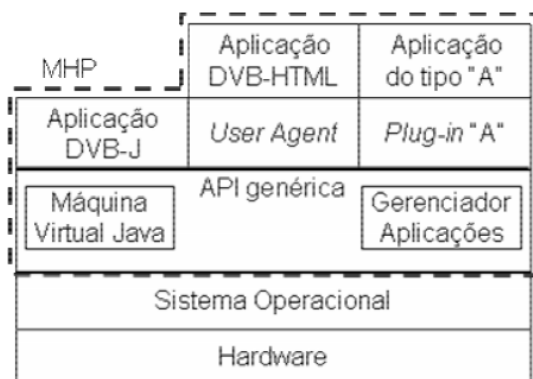 MHP
Aplicação
DVB-HTML
Aplicação
do tipo "A"
Aplicação
DVB-J
User Agent
Plug-in "A"
API genérica
Máquina
Virtual Java
Gerenciador
Aplicações
Sistema Operacional
Hardware